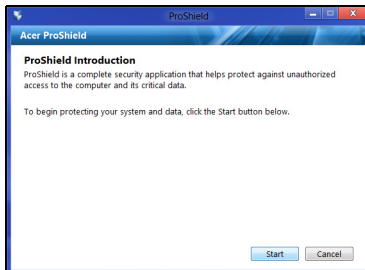 ProShield
Acer ProShield
ProShield Introduction
ProShield is a complete security application that helps protect against unauthorized
access to the computer and its critical data.
To begin protecting your system and data, click the Start button below.
Start
Cancel